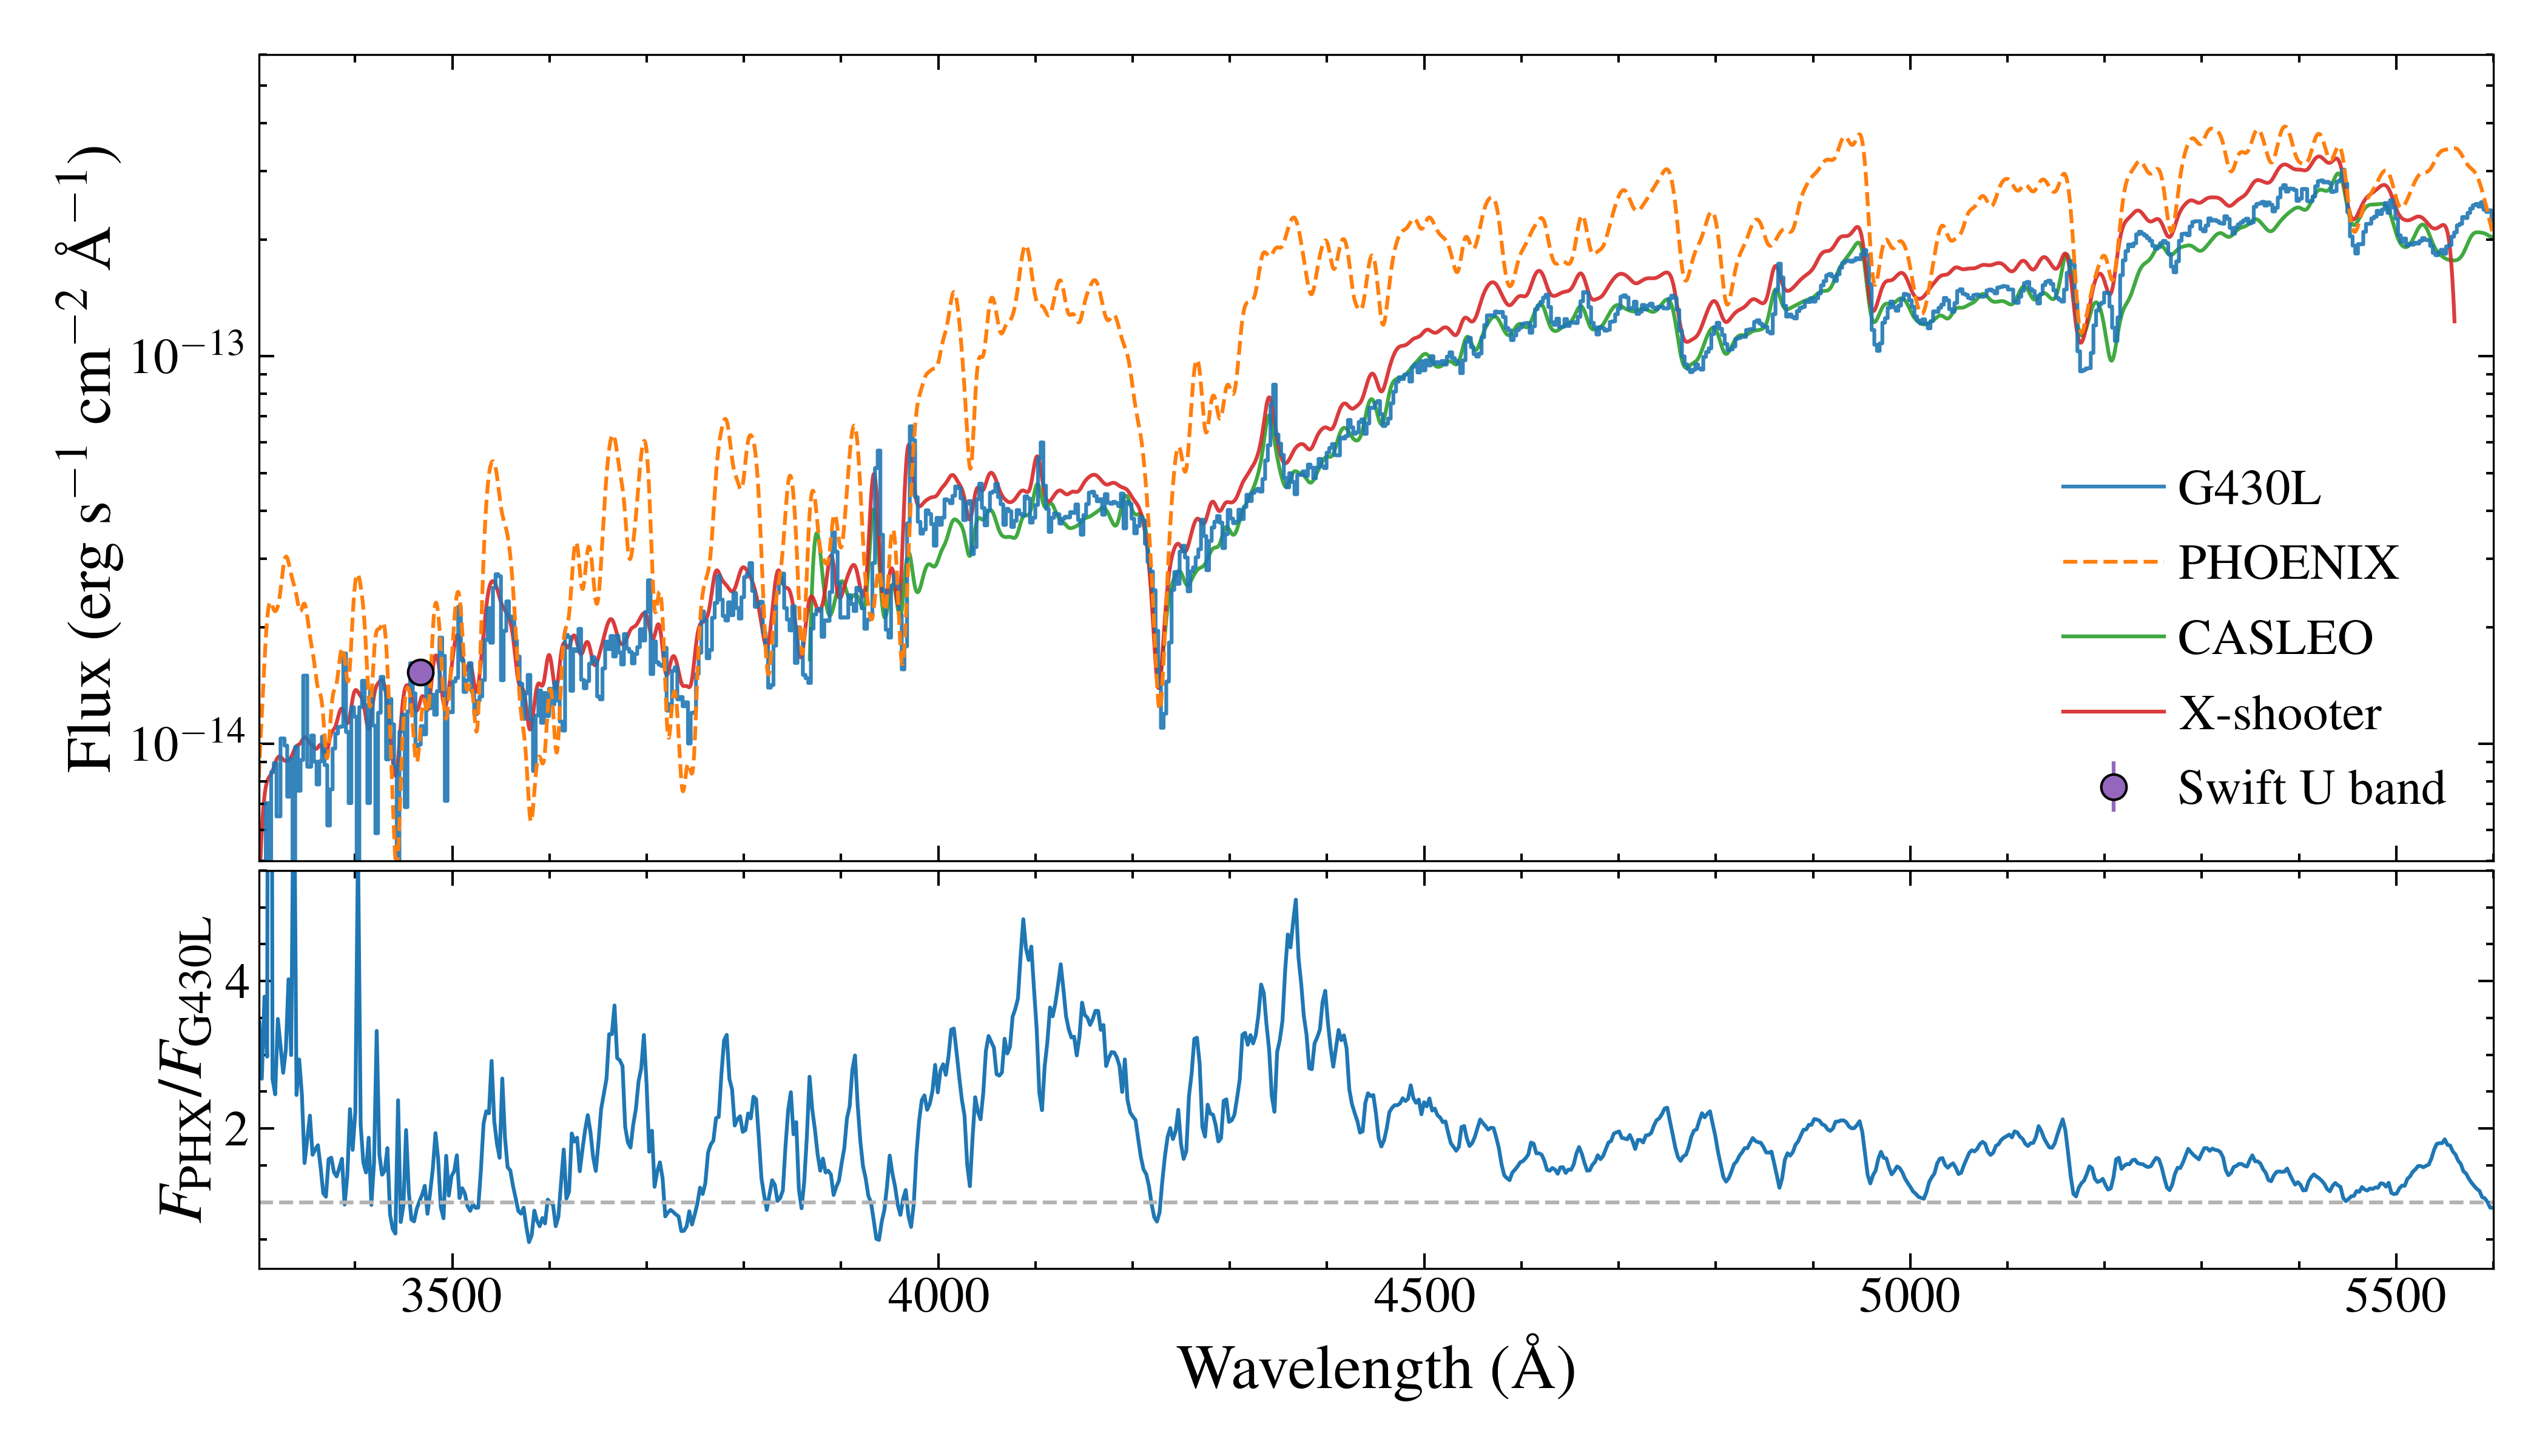 Flux (erg s⁻¹ cm⁻² Å⁻¹)
10⁻¹³
10⁻¹⁴
G430L
PHOENIX
CASLEO
X-shooter
Swift U band
F_PHX/F_G430L
4
2
3500 4000 4500 5000 5500
Wavelength (Å)